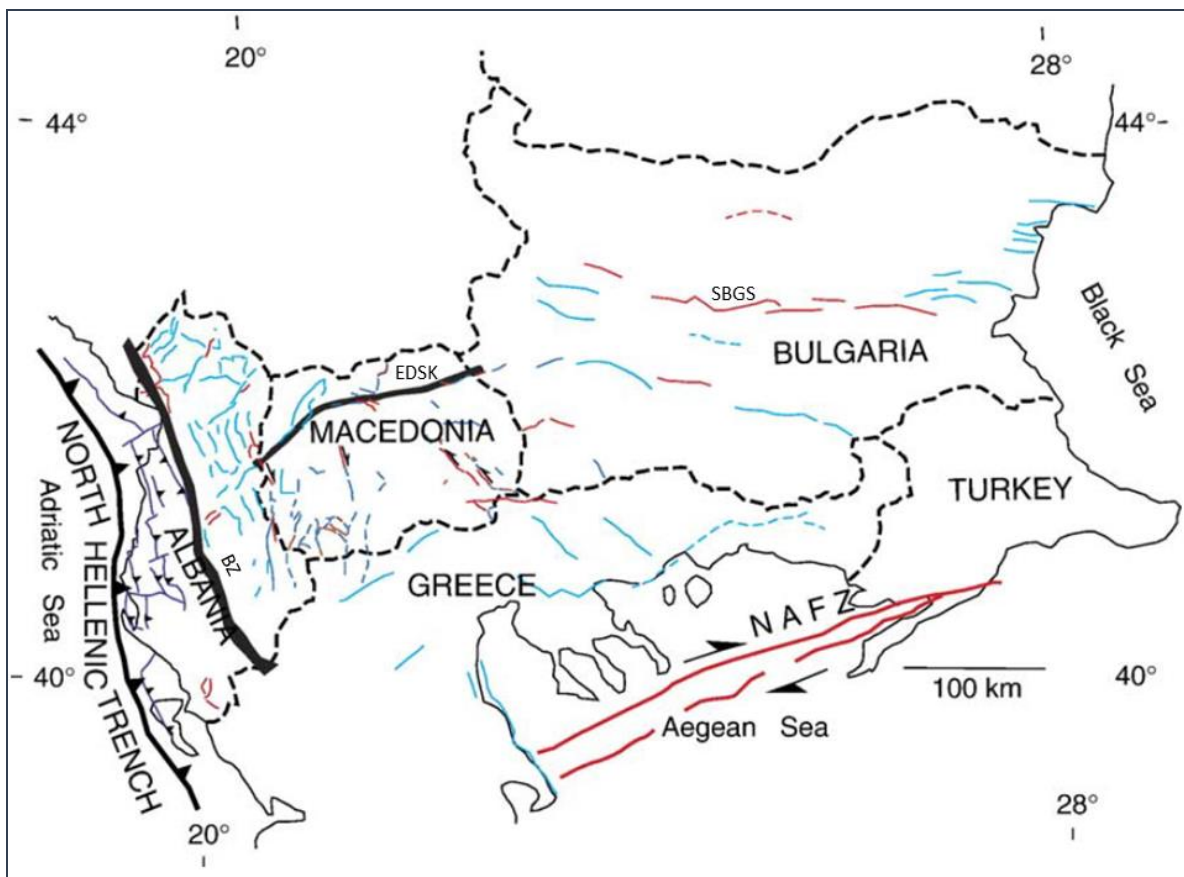 20°
28°
44°
44°-
SBGS
Black Sea
BULGARIA
EDSK
MACEDONIA
NORTH HELLLENIC TRENCH
Adriatic Sea
ALBANIA
BZ
TURKEY
GREECE
NAFZ
40°
40°
100 km
Aegean Sea
20°
28°